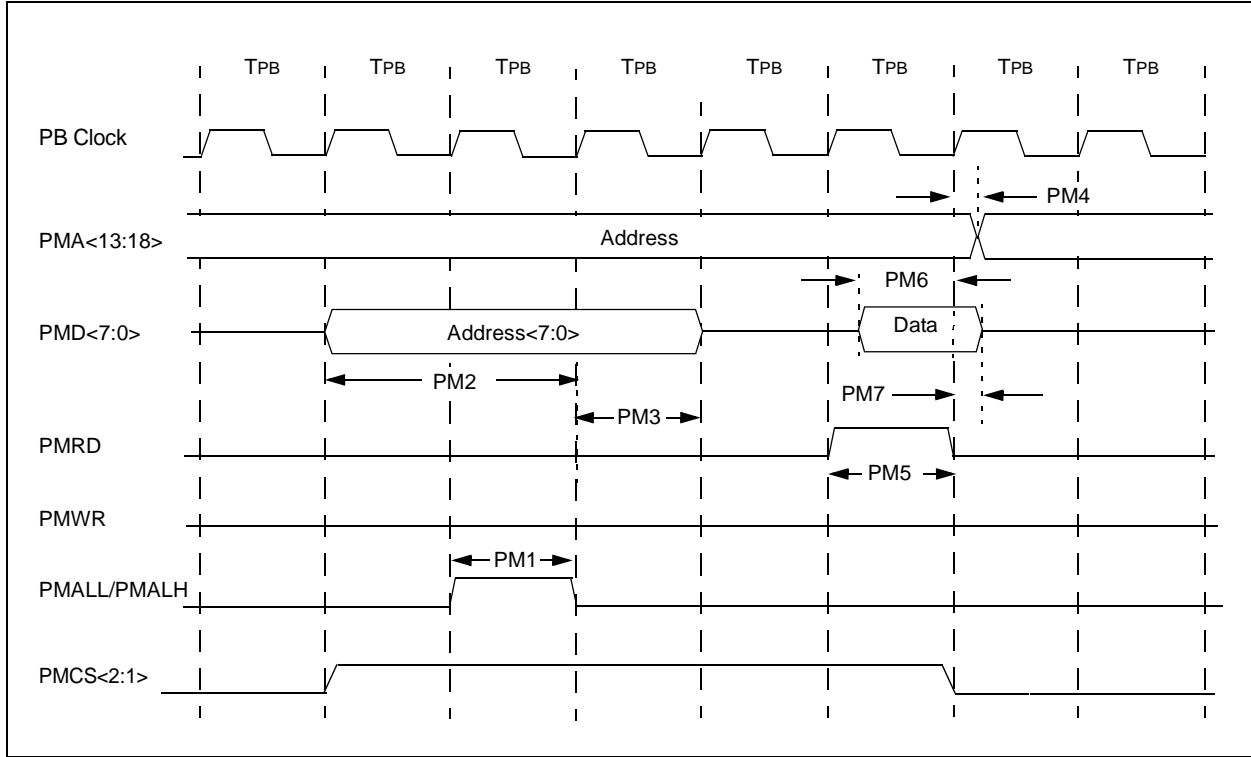 TPB TPB TPB TPB TPB TPB TPB TPB
PB Clock
PM4
PMA<13:18> Address
PM6
PMD<7:0> Address<7:0> Data
PM2
PM7
PM3
PMRD
PM5
PMWR
PM1
PMALL/PMALH
PMCS<2:1>